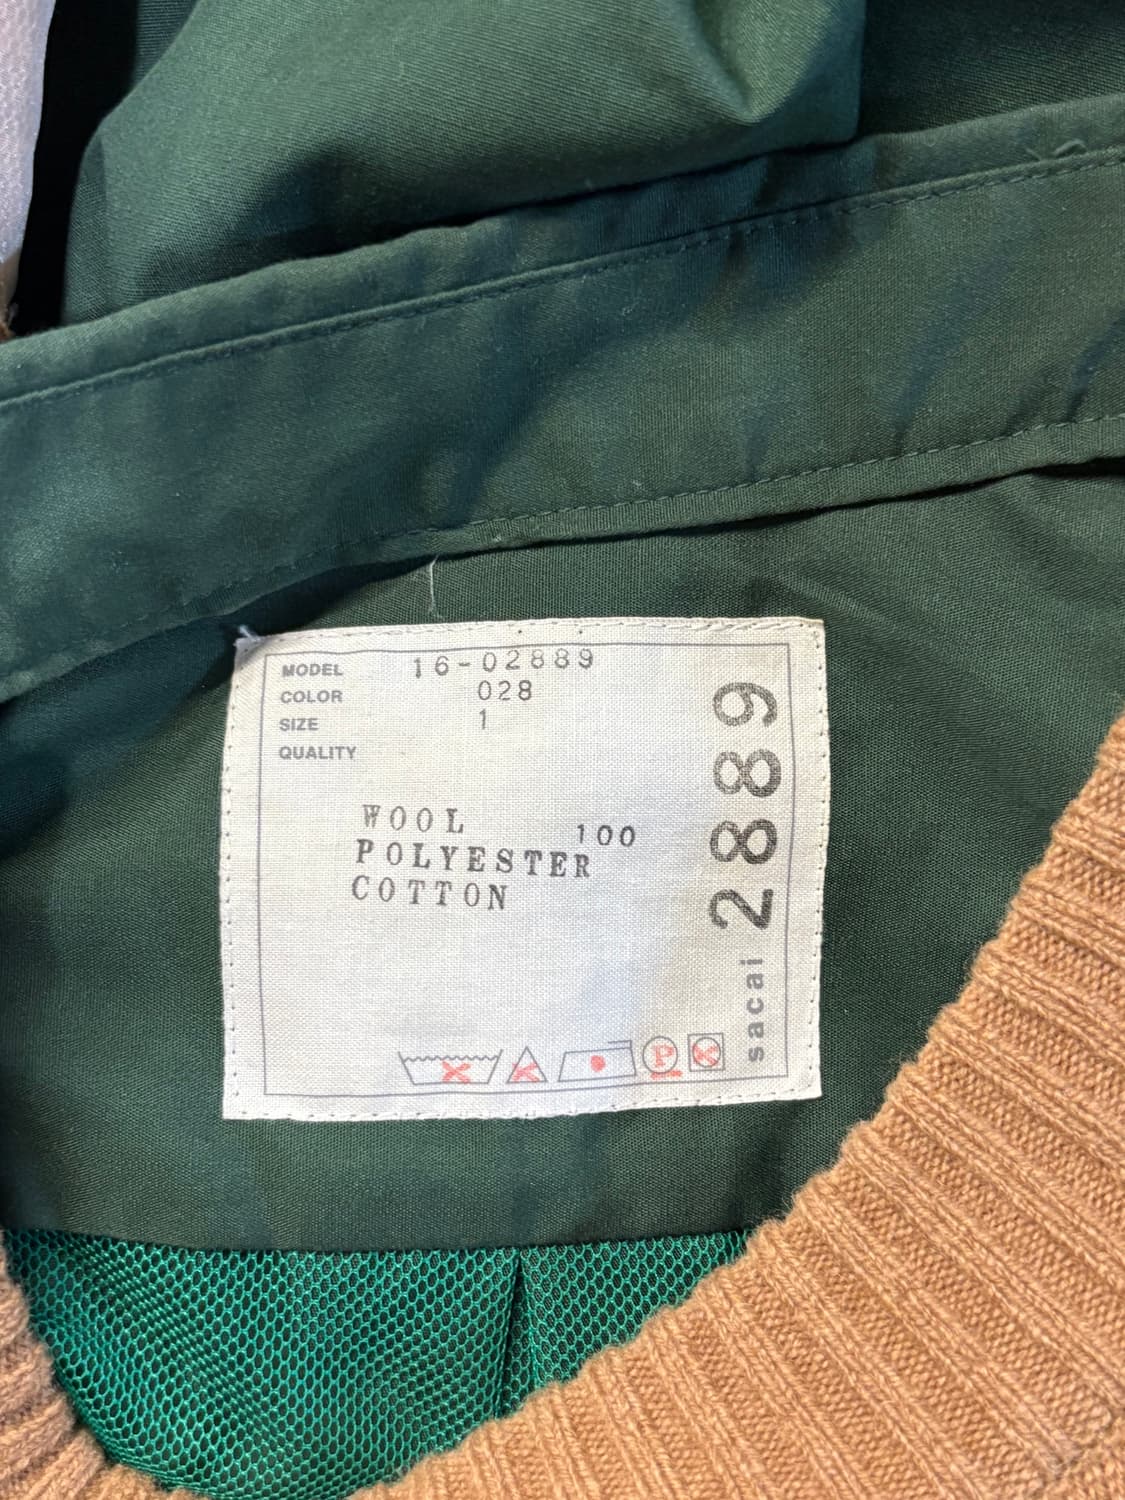 MODEL 16-02889
COLOR 028
SIZE 1
QUALITY
WOOL 100
POLYESTER
COTTON
P
sacai 2889